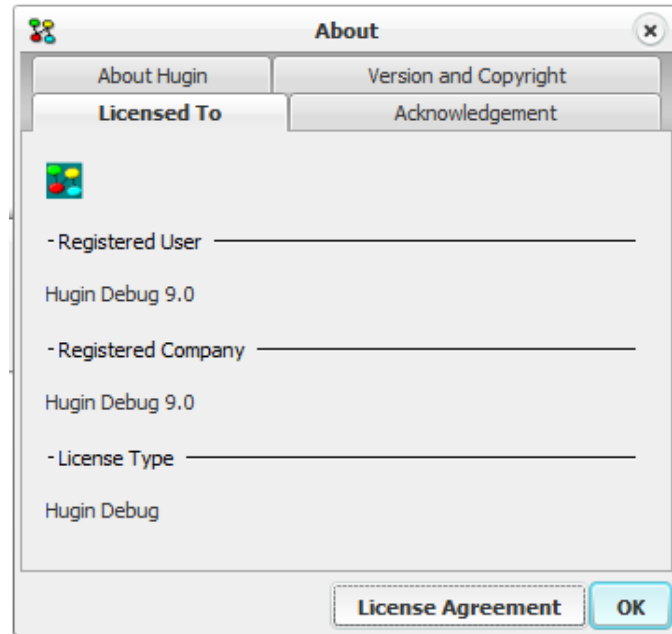 About
About Hugin
Version and Copyright
Licensed To
Acknowledgement
- Registered User
Hugin Debug 9.0
- Registered Company
Hugin Debug 9.0
- License Type
Hugin Debug
License Agreement
OK